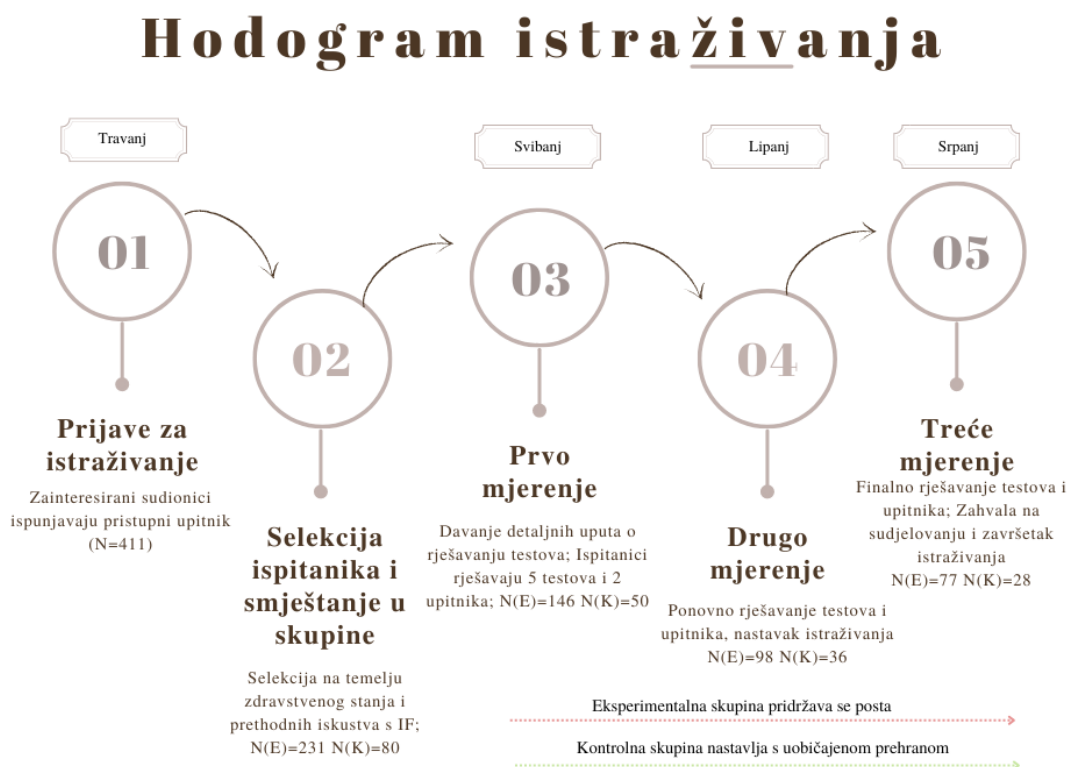 Hodogram istraživanja
Travanj
Svibanj
Lipanj
Srpanj
01
02
03
04
05
Prijave za
istraživanje
Zainteresirani sudionici
ispunjavaju pristupni upitnik
(N=411)
Selekcija
ispitanika i
smještanje u
skupine
Selekcija na temelju
zdravstvenog stanja i
prethodnih iskustva s IF;
N(E)=231 N(K)=80
Prvo
mjerenje
Davanje detaljnih uputa o
rješavanju testova; Ispitanici
rješavaju 5 testova i 2
upitnika; N(E)=146 N(K)=50
Drugo
mjerenje
Ponovno rješavanje testova i
upitnika, nastavak istraživanja
N(E)=98 N(K)=36
Treće
mjerenje
Finalno rješavanje testova i
upitnika; Zahvala na
sudjelovanju i završetak
istraživanja
N(E)=77 N(K)=28
Eksperimentalna skupina pridržava se posta
Kontrolna skupina nastavlja s uobičajenom prehranom